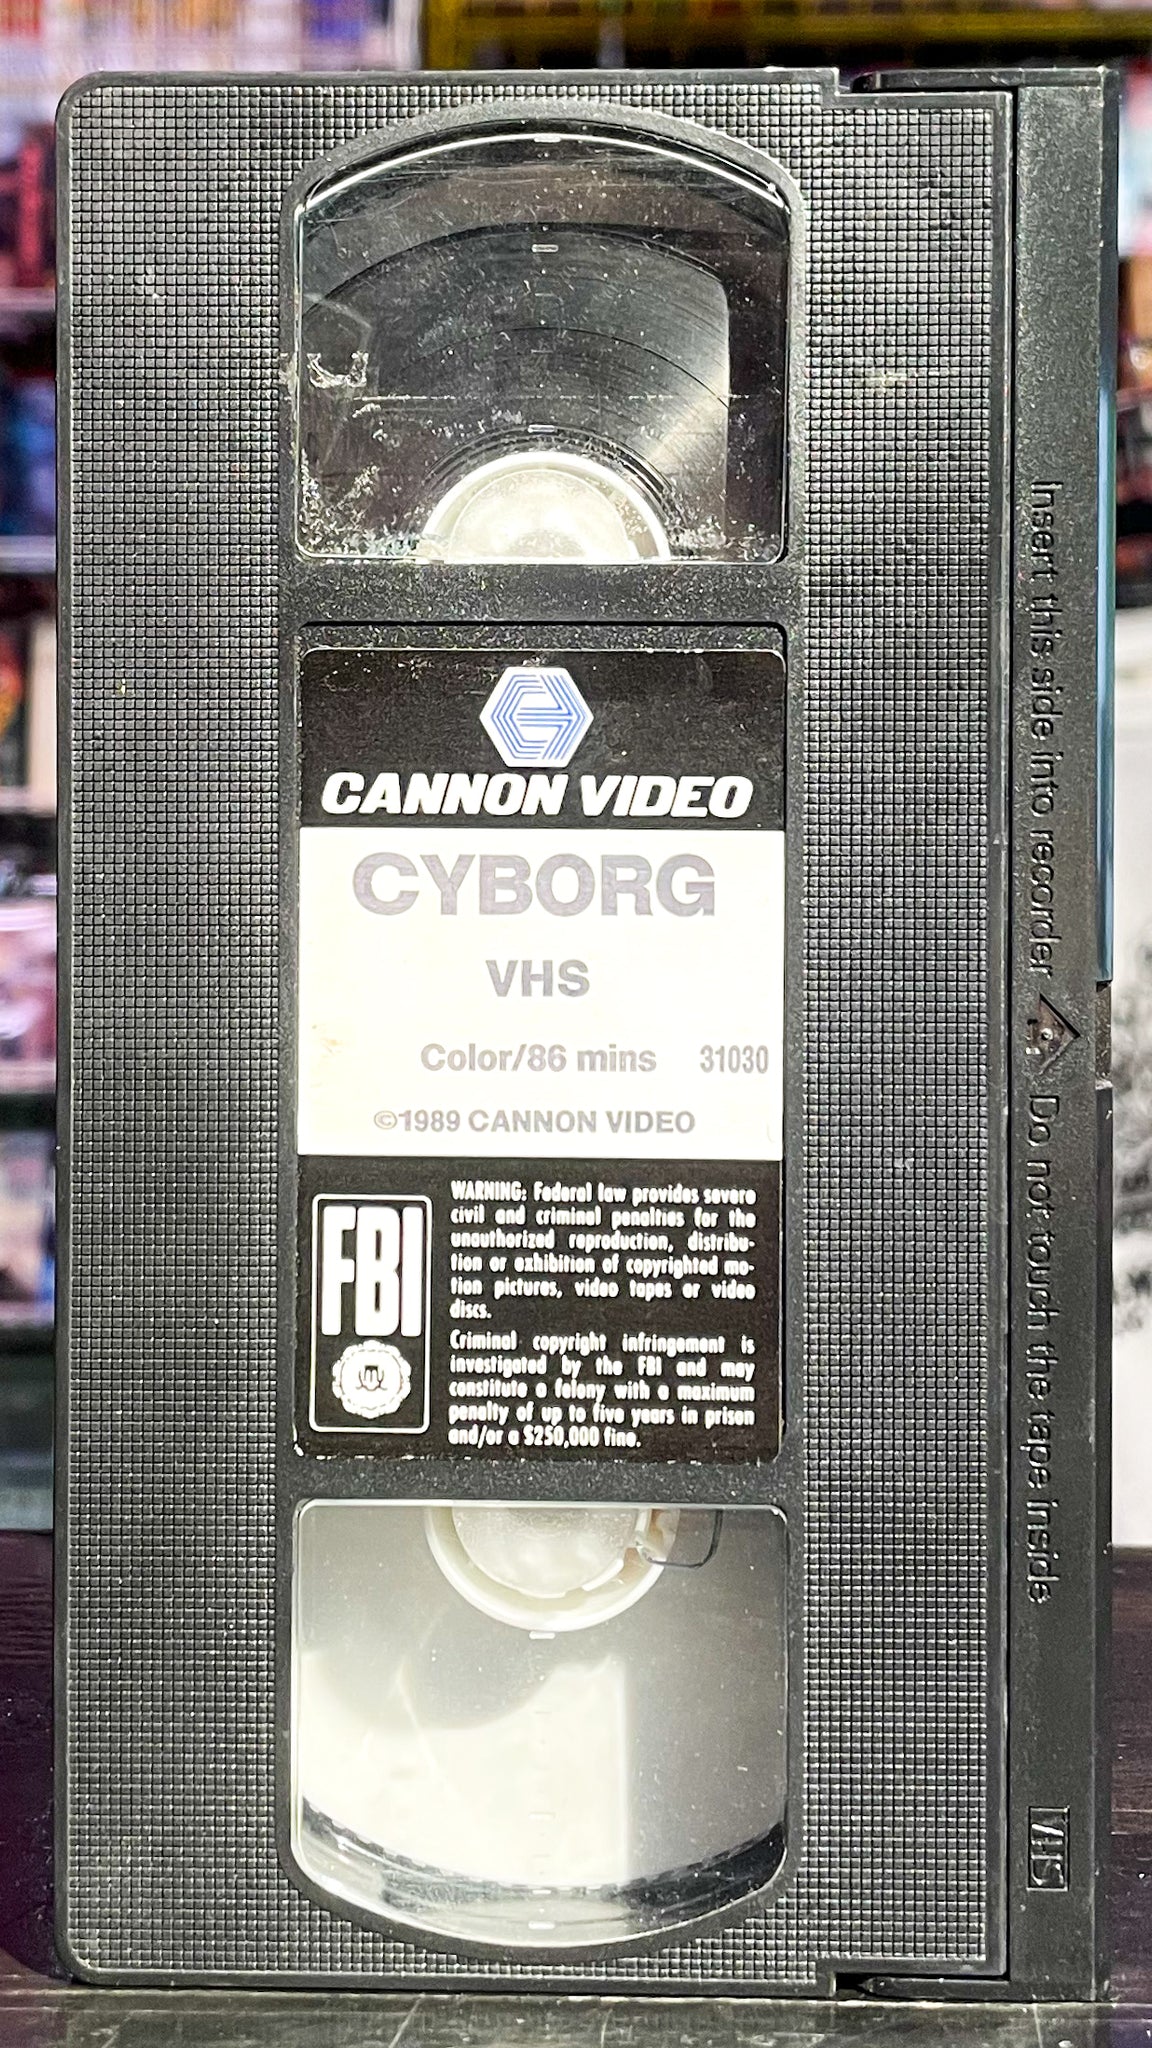 CANNON VIDEO
CYBORG
VHS
Color/86 mins 31030
©1989 CANNON VIDEO
FBI
WARNING: Federal law provides severe
civil and criminal penalties for the
unauthorized reproduction, distribu-
tion or exhibition of copyrighted mo-
tion pictures, video tapes or video
discs.
Criminal copyright infringement is
investigated by the FBI and may
constitute a felony with a maximum
penalty of up to five years in prison
and/or a $250,000 fine.
Insert this side into recorder Do not touch the tape inside
VHS